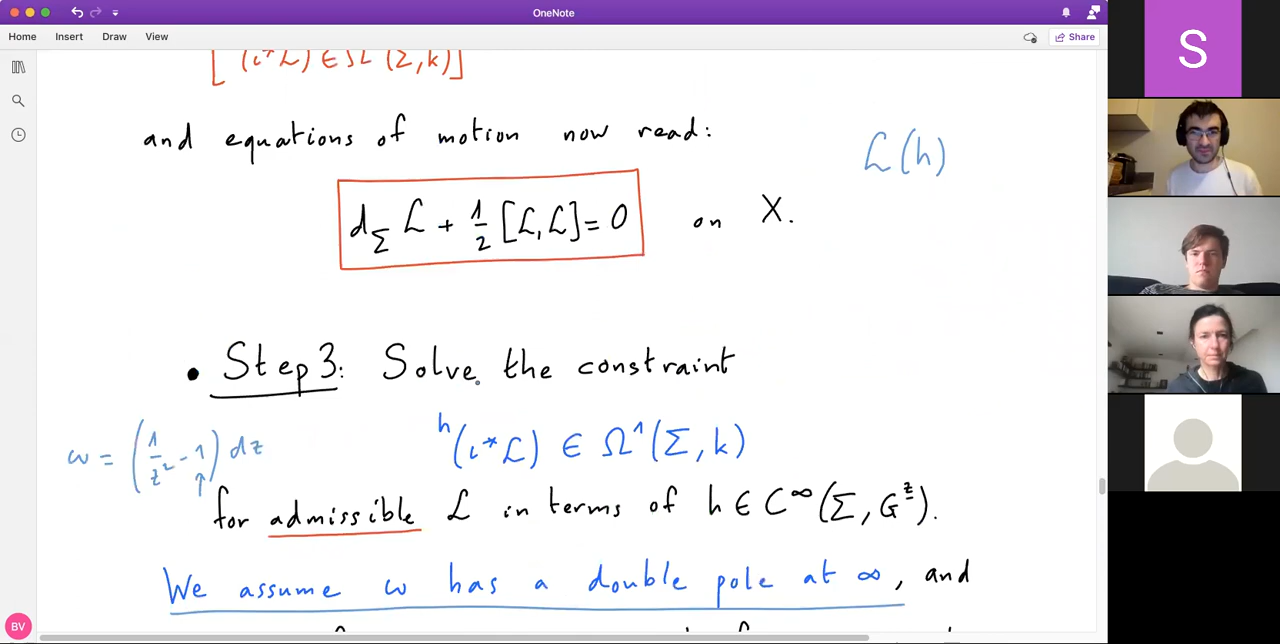 OneNote
Home Insert Draw View Share
[ (ι*ℒ) ∈ Ω¹(Σ, k) ]
and equations of motion now read:
ℒ(h)
d_Σ ℒ + 1/2 [ℒ, ℒ] = 0 on X.
• Step 3: Solve the constraint
ω = (1/z² - 1) dz
↑
ʰ(ι*ℒ) ∈ Ω¹(Σ, k)
for admissible ℒ in terms of h ∈ C^∞(Σ, G^z).
We assume ω has a double pole at ∞, and
S
BV